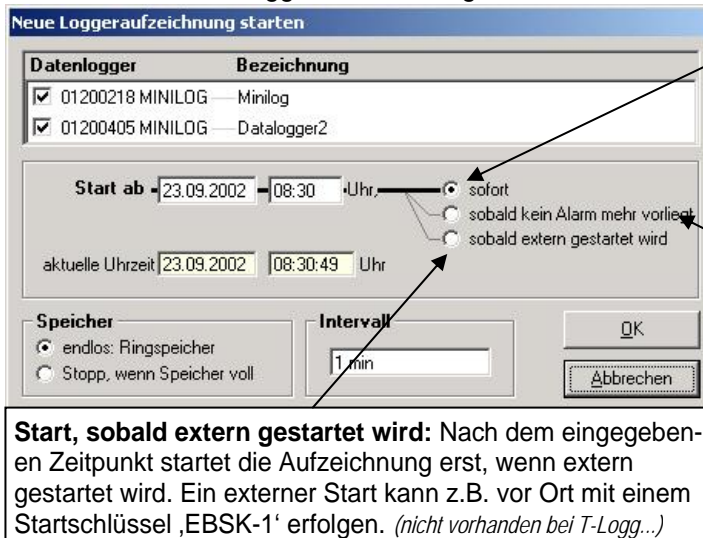 Neue Loggeraufzeichnung starten
Datenlogger Bezeichnung
01200218 MINILOG Minilog
01200405 MINILOG Datalogger2
Start ab 23.09.2002 08:30 Uhr, sofort
sobald kein Alarm mehr vorliegt
sobald extern gestartet wird
aktuelle Uhrzeit 23.09.2002 08:30:49 Uhr
Speicher
endlos: Ringspeicher
Stopp, wenn Speicher voll
Intervall
1 min
OK
Abbrechen
Start, sobald extern gestartet wird: Nach dem eingegeben-
en Zeitpunkt startet die Aufzeichnung erst, wenn extern
gestartet wird. Ein externer Start kann z.B. vor Ort mit einem
Startschlüssel ‚EBSK-1‘ erfolgen. (nicht vorhanden bei T-Logg...)